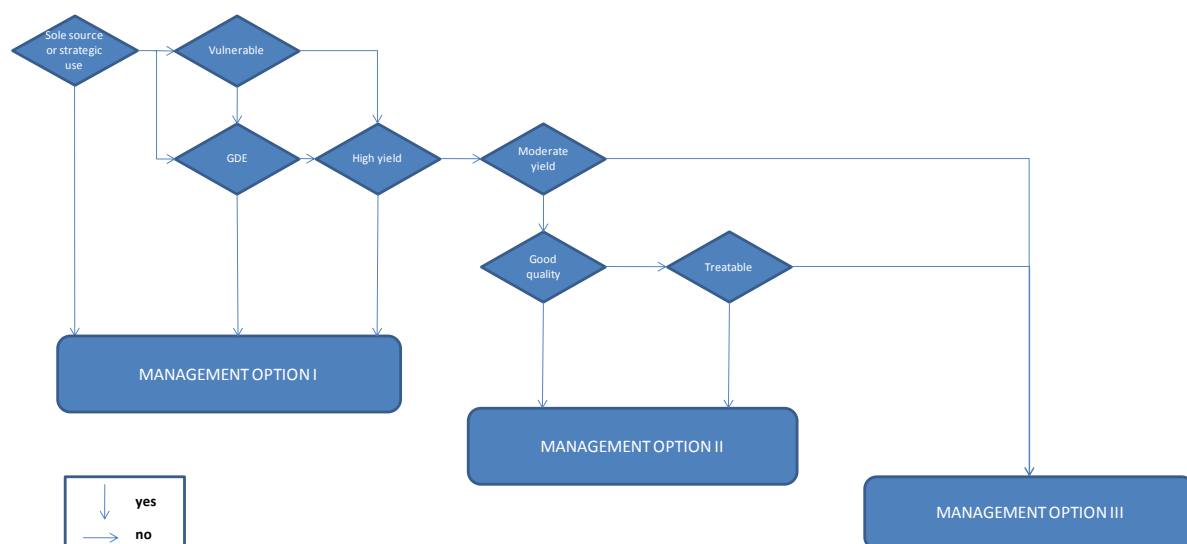 Sole source
or strategic
use
Vulnerable
GDE
High yield
Moderate
yield
Good
quality
Treatable
MANAGEMENT OPTION I
MANAGEMENT OPTION II
MANAGEMENT OPTION III
yes
no